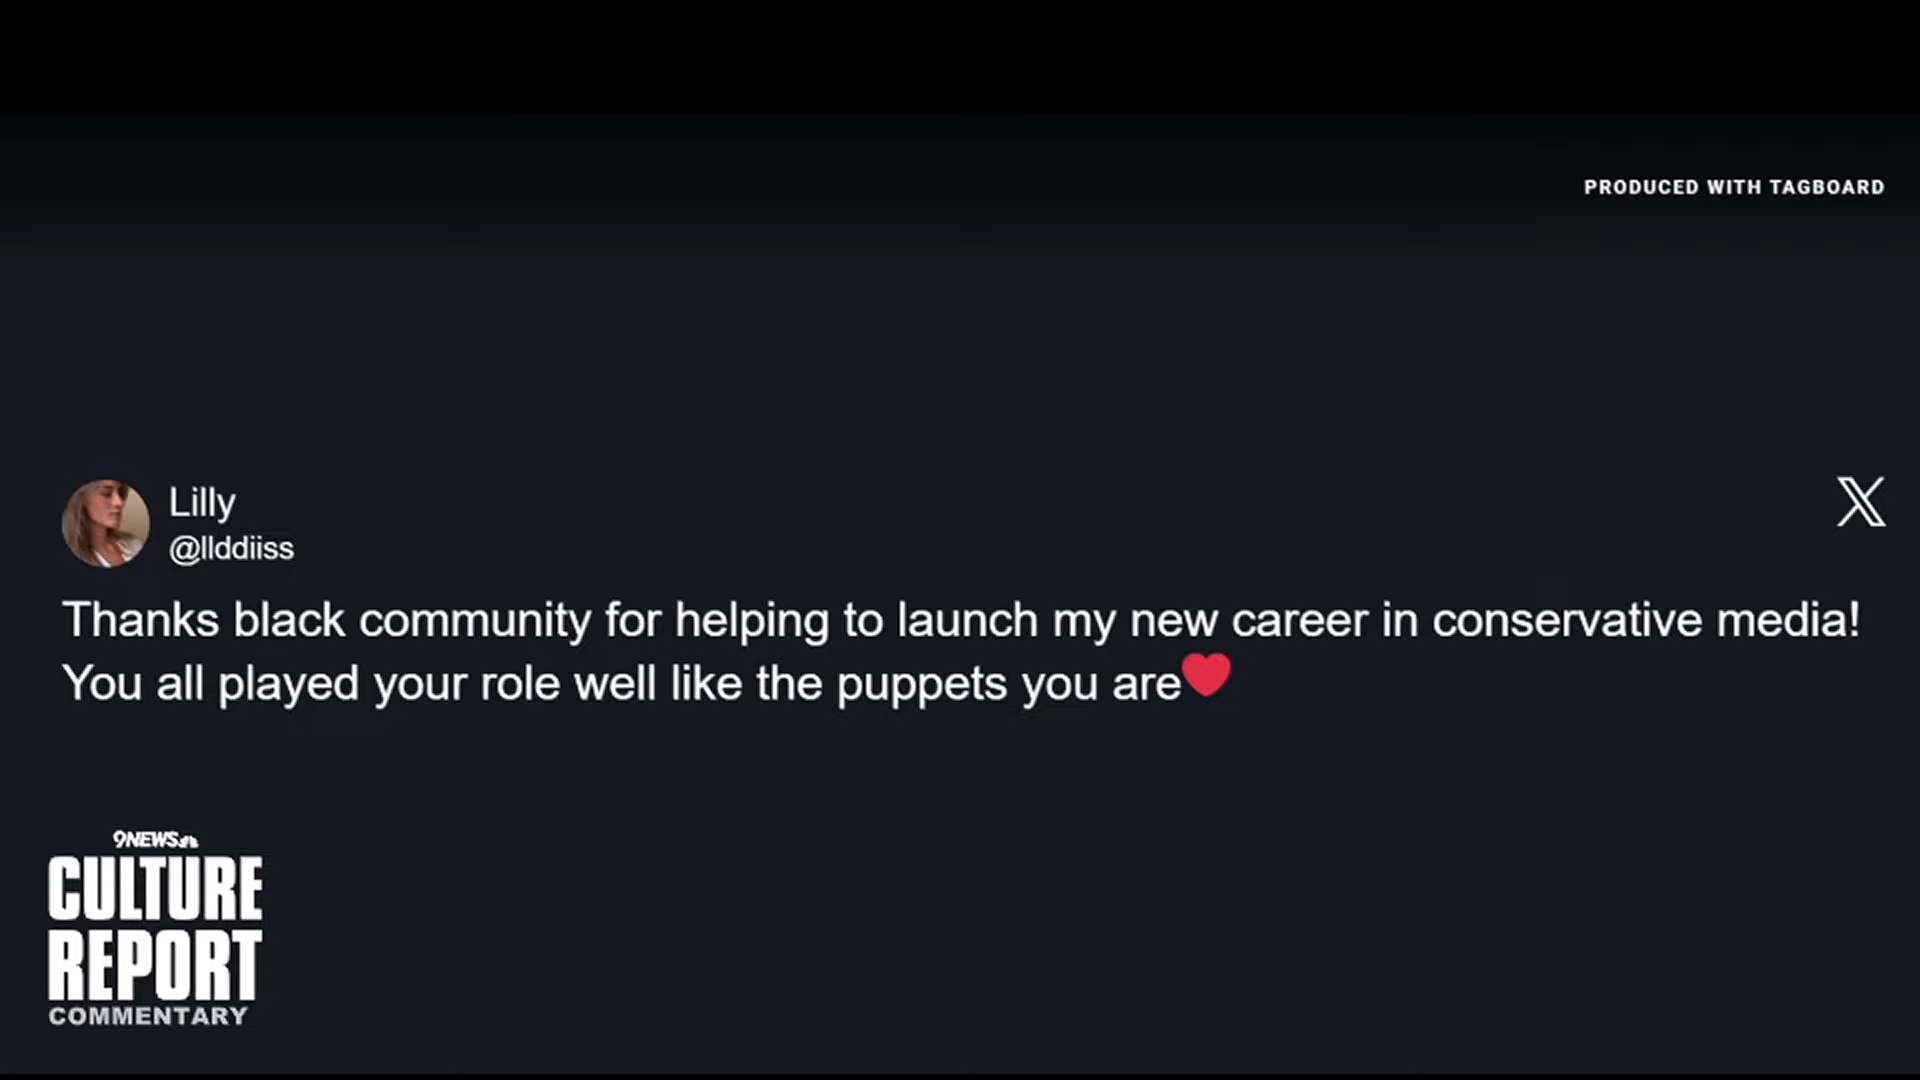 PRODUCED WITH TAGBOARD
Lilly
@llddiiss
Thanks black community for helping to launch my new career in conservative media!
You all played your role well like the puppets you are❤️
9NEWS
CULTURE
REPORT
COMMENTARY